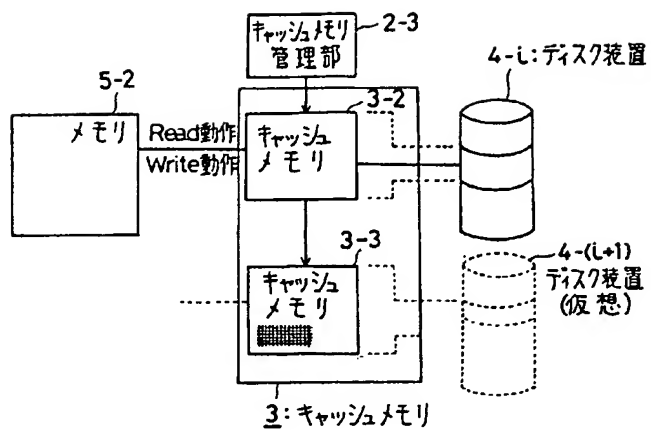 キャッシュメモリ
管理部
2-3
4-i:ディスク装置
5-2
メモリ
Read動作
Write動作
3-2
キャッシュ
メモリ
3-3
キャッシュ
メモリ
4-(i+1)
ディスク装置
(仮想)
3:キャッシュメモリ